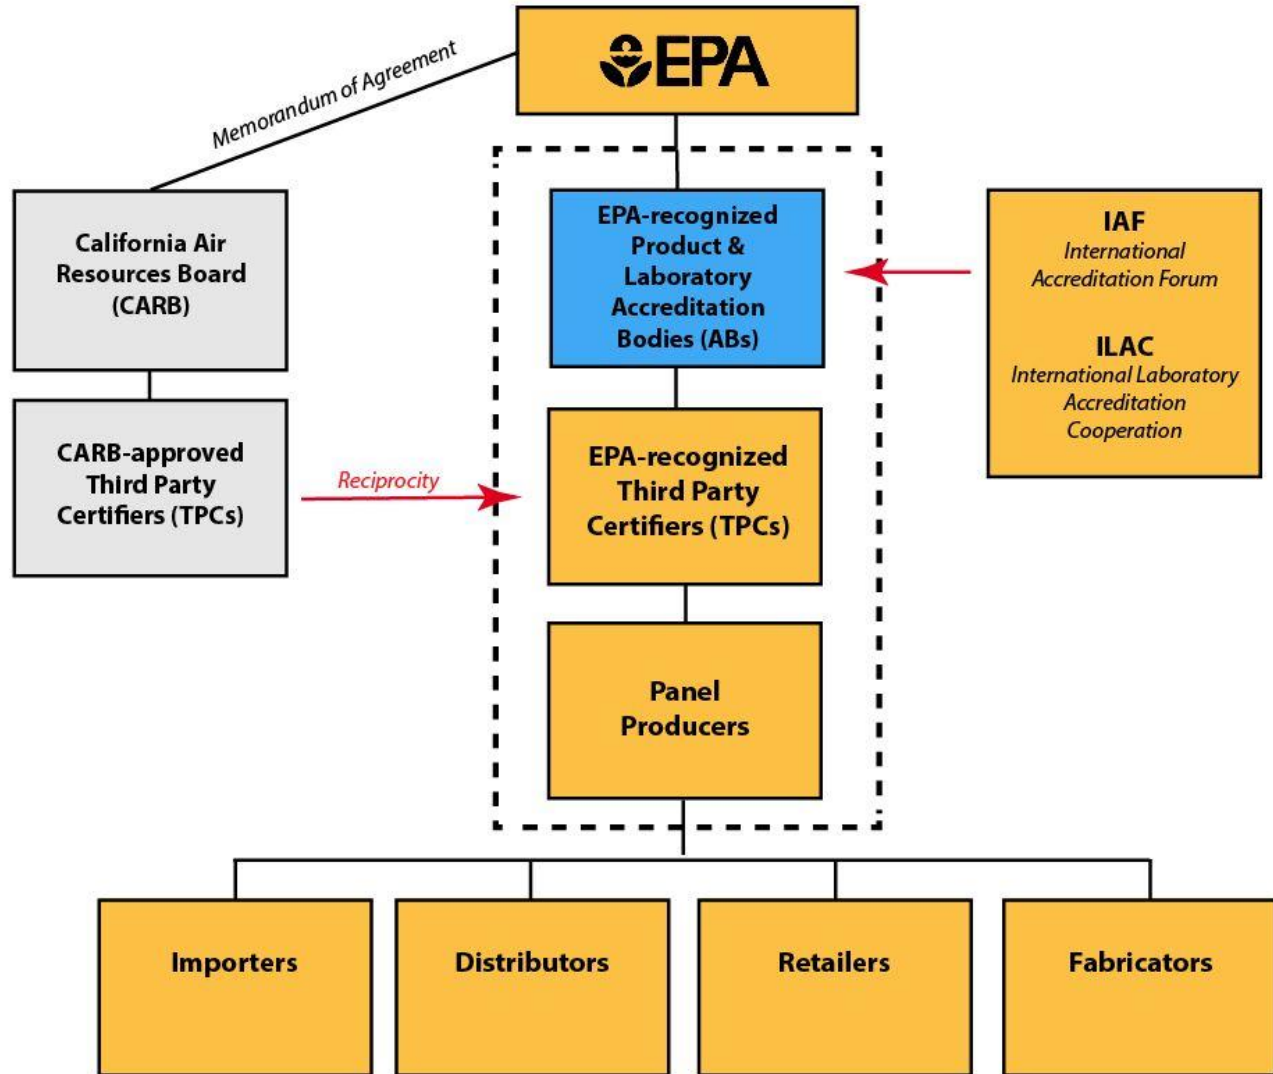 EPA
Memorandum of Agreement
California Air
Resources Board
(CARB)
EPA-recognized
Product &
Laboratory
Accreditation
Bodies (ABs)
IAF
International
Accreditation Forum
ILAC
International Laboratory
Accreditation
Cooperation
CARB-approved
Third Party
Certifiers (TPCs)
Reciprocity
EPA-recognized
Third Party
Certifiers (TPCs)
Panel
Producers
Importers
Distributors
Retailers
Fabricators